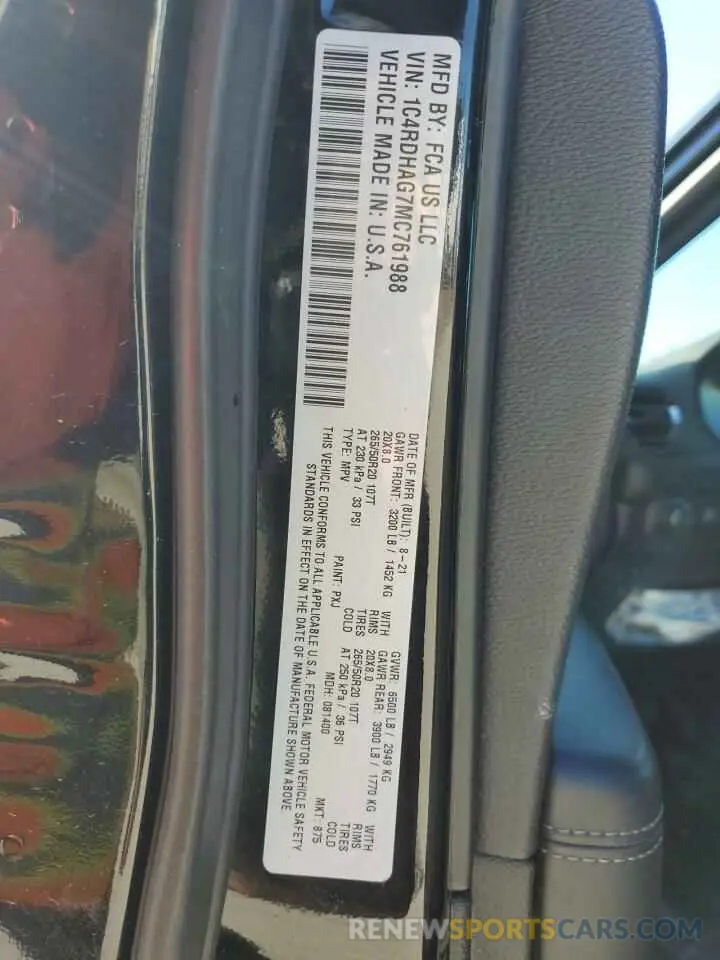 MFD BY: FCA US LLC
VIN: 1C4RDHAG7MC761988
VEHICLE MADE IN: U.S.A.
DATE OF MFR (BUILT): 8-21 GVWR: 6500 LB / 2949 KG
GAWR FRONT: 3200 LB / 1452 KG WITH GAWR REAR: 3900 LB / 1770 KG WITH
20X8.0 RIMS 20X8.0 RIMS
265/50R20 107T TIRES 265/50R20 107T TIRES
AT 230 kPa / 33 PSI COLD AT 250 kPa / 36 PSI COLD
TYPE: MPV PAINT: PXJ MDH: 081400 MKT: 875
THIS VEHICLE CONFORMS TO ALL APPLICABLE U.S.A. FEDERAL MOTOR VEHICLE SAFETY
STANDARDS IN EFFECT ON THE DATE OF MANUFACTURE SHOWN ABOVE
RENEWSPORTSCARS.COM